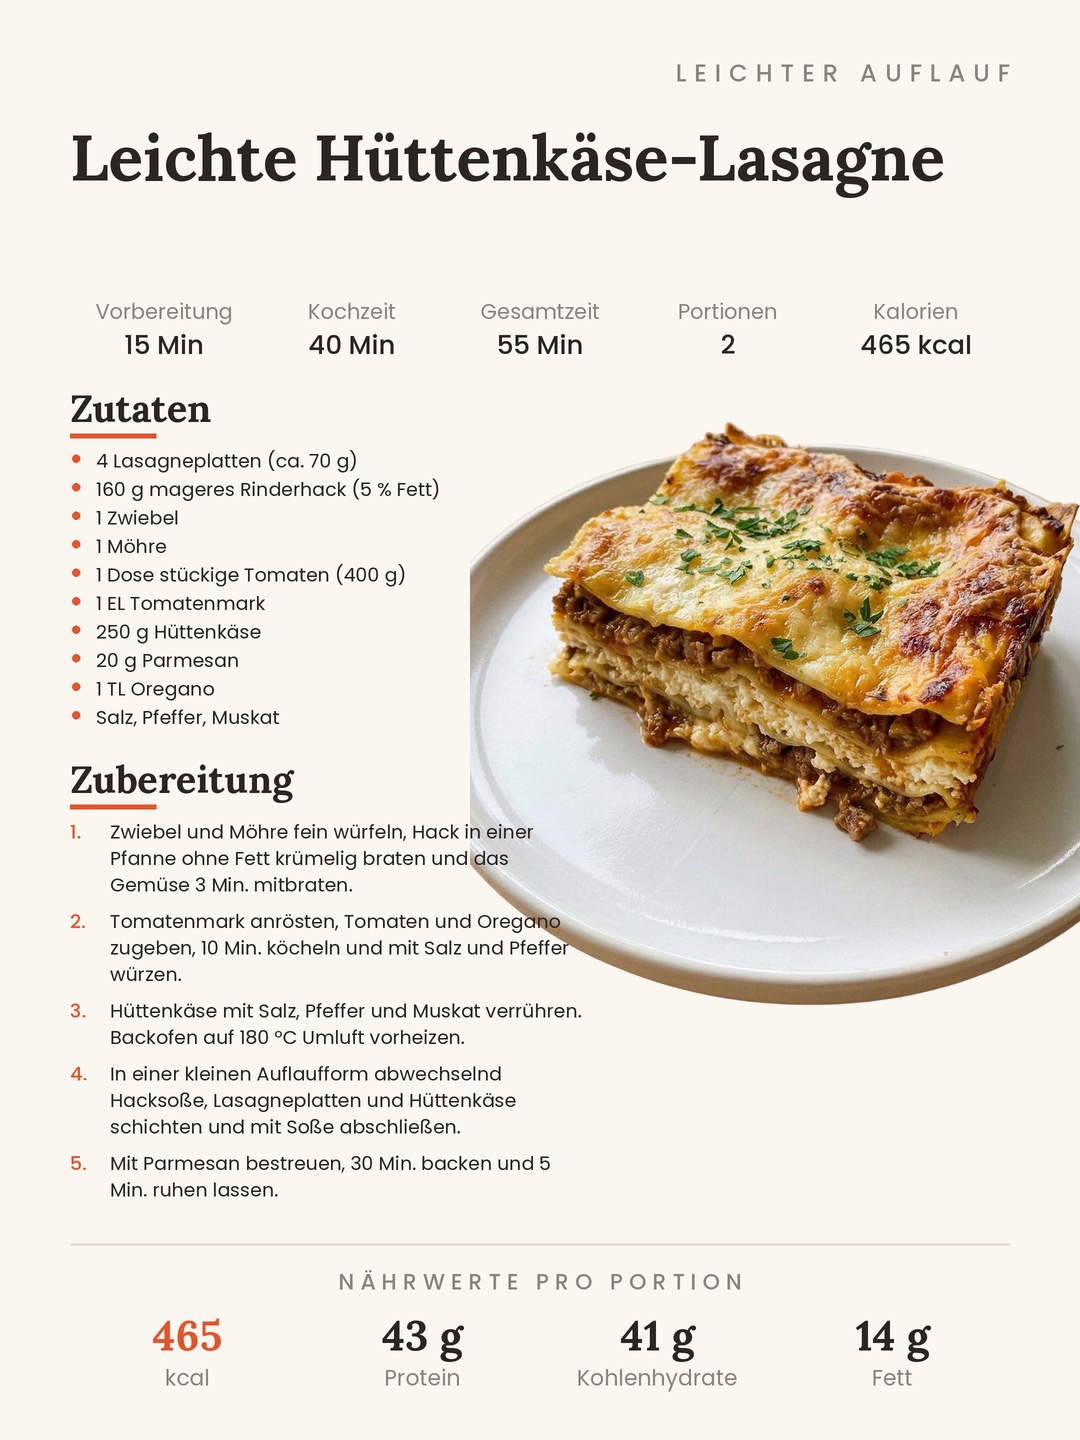 LEICHTER AUFLAUF
Leichte Hüttenkäse-Lasagne
Vorbereitung
15 Min
Kochzeit
40 Min
Gesamtzeit
55 Min
Portionen
2
Kalorien
465 kcal
Zutaten
4 Lasagneplatten (ca. 70 g)
160 g mageres Rinderhack (5 % Fett)
1 Zwiebel
1 Möhre
1 Dose stückige Tomaten (400 g)
1 EL Tomatenmark
250 g Hüttenkäse
20 g Parmesan
1 TL Oregano
Salz, Pfeffer, Muskat
Zubereitung
1. Zwiebel und Möhre fein würfeln, Hack in einer
Pfanne ohne Fett krümelig braten und das
Gemüse 3 Min. mitbraten.
2. Tomatenmark anrösten, Tomaten und Oregano
zugeben, 10 Min. köcheln und mit Salz und Pfeffer
würzen.
3. Hüttenkäse mit Salz, Pfeffer und Muskat verrühren.
Backofen auf 180 °C Umluft vorheizen.
4. In einer kleinen Auflaufform abwechselnd
Hacksoße, Lasagneplatten und Hüttenkäse
schichten und mit Soße abschließen.
5. Mit Parmesan bestreuen, 30 Min. backen und 5
Min. ruhen lassen.
NÄHRWERTE PRO PORTION
465
kcal
43 g
Protein
41 g
Kohlenhydrate
14 g
Fett